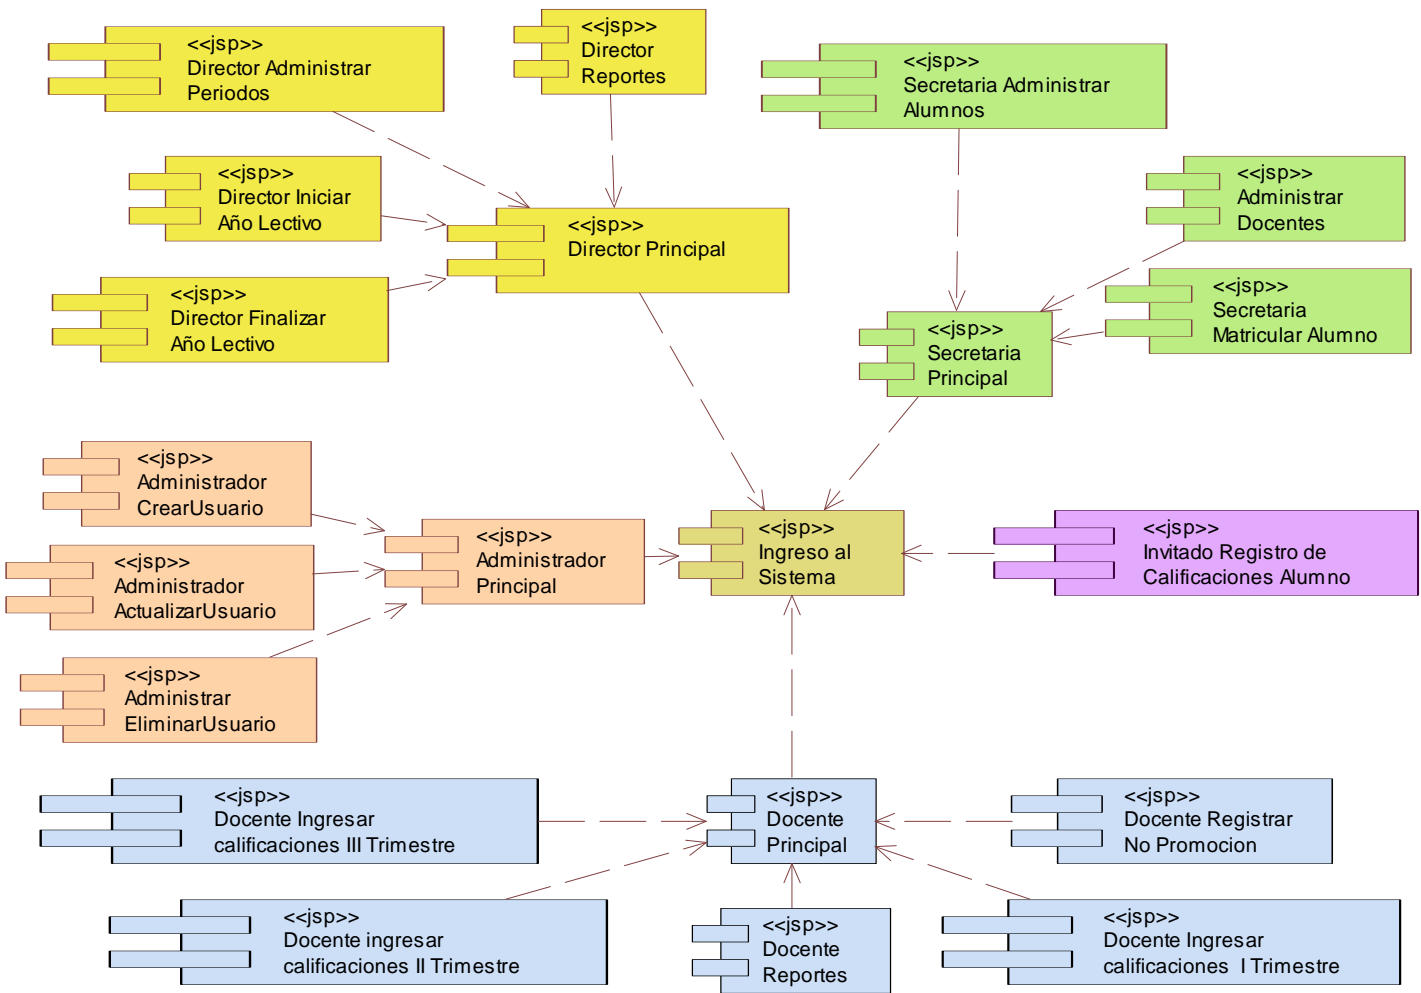 <<jsp>>
Director Administrar
Periodos
<<jsp>>
Director
Reportes
<<jsp>>
Secretaria Administrar
Alumnos
<<jsp>>
Director Iniciar
Año Lectivo
<<jsp>>
Administrar
Docentes
<<jsp>>
Director Principal
<<jsp>>
Director Finalizar
Año Lectivo
<<jsp>>
Secretaria
Matricular Alumno
<<jsp>>
Secretaria
Principal
<<jsp>>
Administrador
CrearUsuario
<<jsp>>
Administrador
Principal
<<jsp>>
Ingreso al
Sistema
<<jsp>>
Invitado Registro de
Calificaciones Alumno
<<jsp>>
Administrador
ActualizarUsuario
<<jsp>>
Administrar
EliminarUsuario
<<jsp>>
Docente Ingresar
calificaciones III Trimestre
<<jsp>>
Docente
Principal
<<jsp>>
Docente Registrar
No Promocion
<<jsp>>
Docente ingresar
calificaciones II Trimestre
<<jsp>>
Docente
Reportes
<<jsp>>
Docente Ingresar
calificaciones  I Trimestre